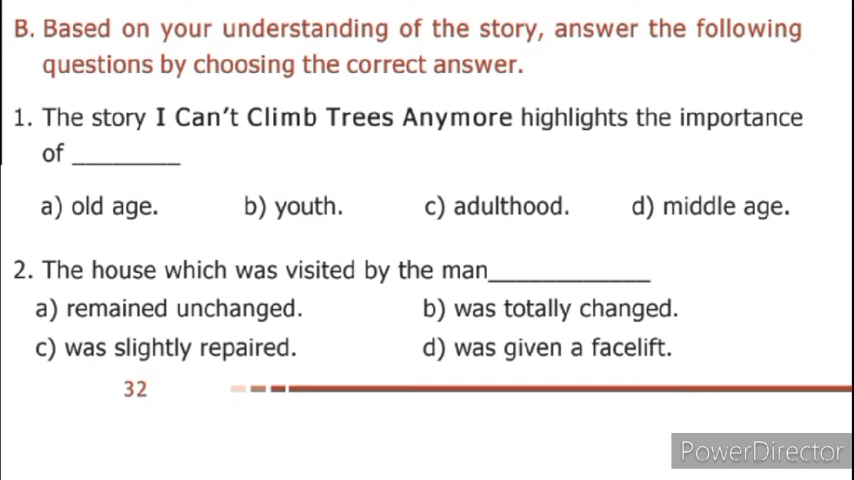 B. Based on your understanding of the story, answer the following
questions by choosing the correct answer.
1. The story I Can't Climb Trees Anymore highlights the importance
of ________
a) old age. b) youth. c) adulthood. d) middle age.
2. The house which was visited by the man____________
a) remained unchanged. b) was totally changed.
c) was slightly repaired. d) was given a facelift.
32
PowerDirector